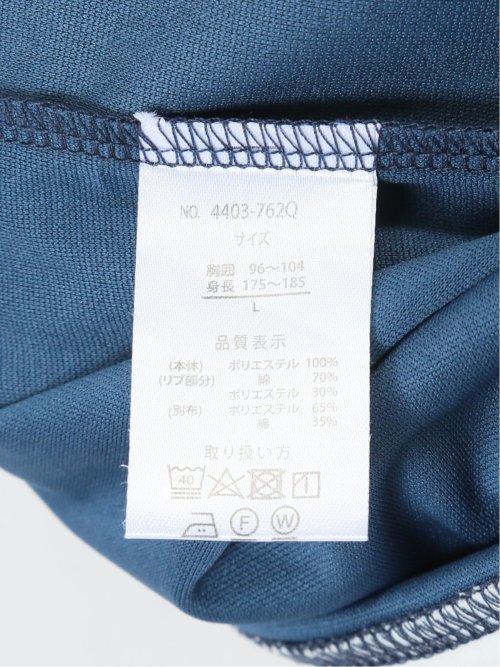 NO. 4403-762Q
サイズ
胸囲 96～104
身長 175～185
L
品質表示
(本体) ポリエステル 100%
(リブ部分) 綿 70%
ポリエステル 30%
(別布) ポリエステル 65%
綿 35%
取り扱い方
40
F W